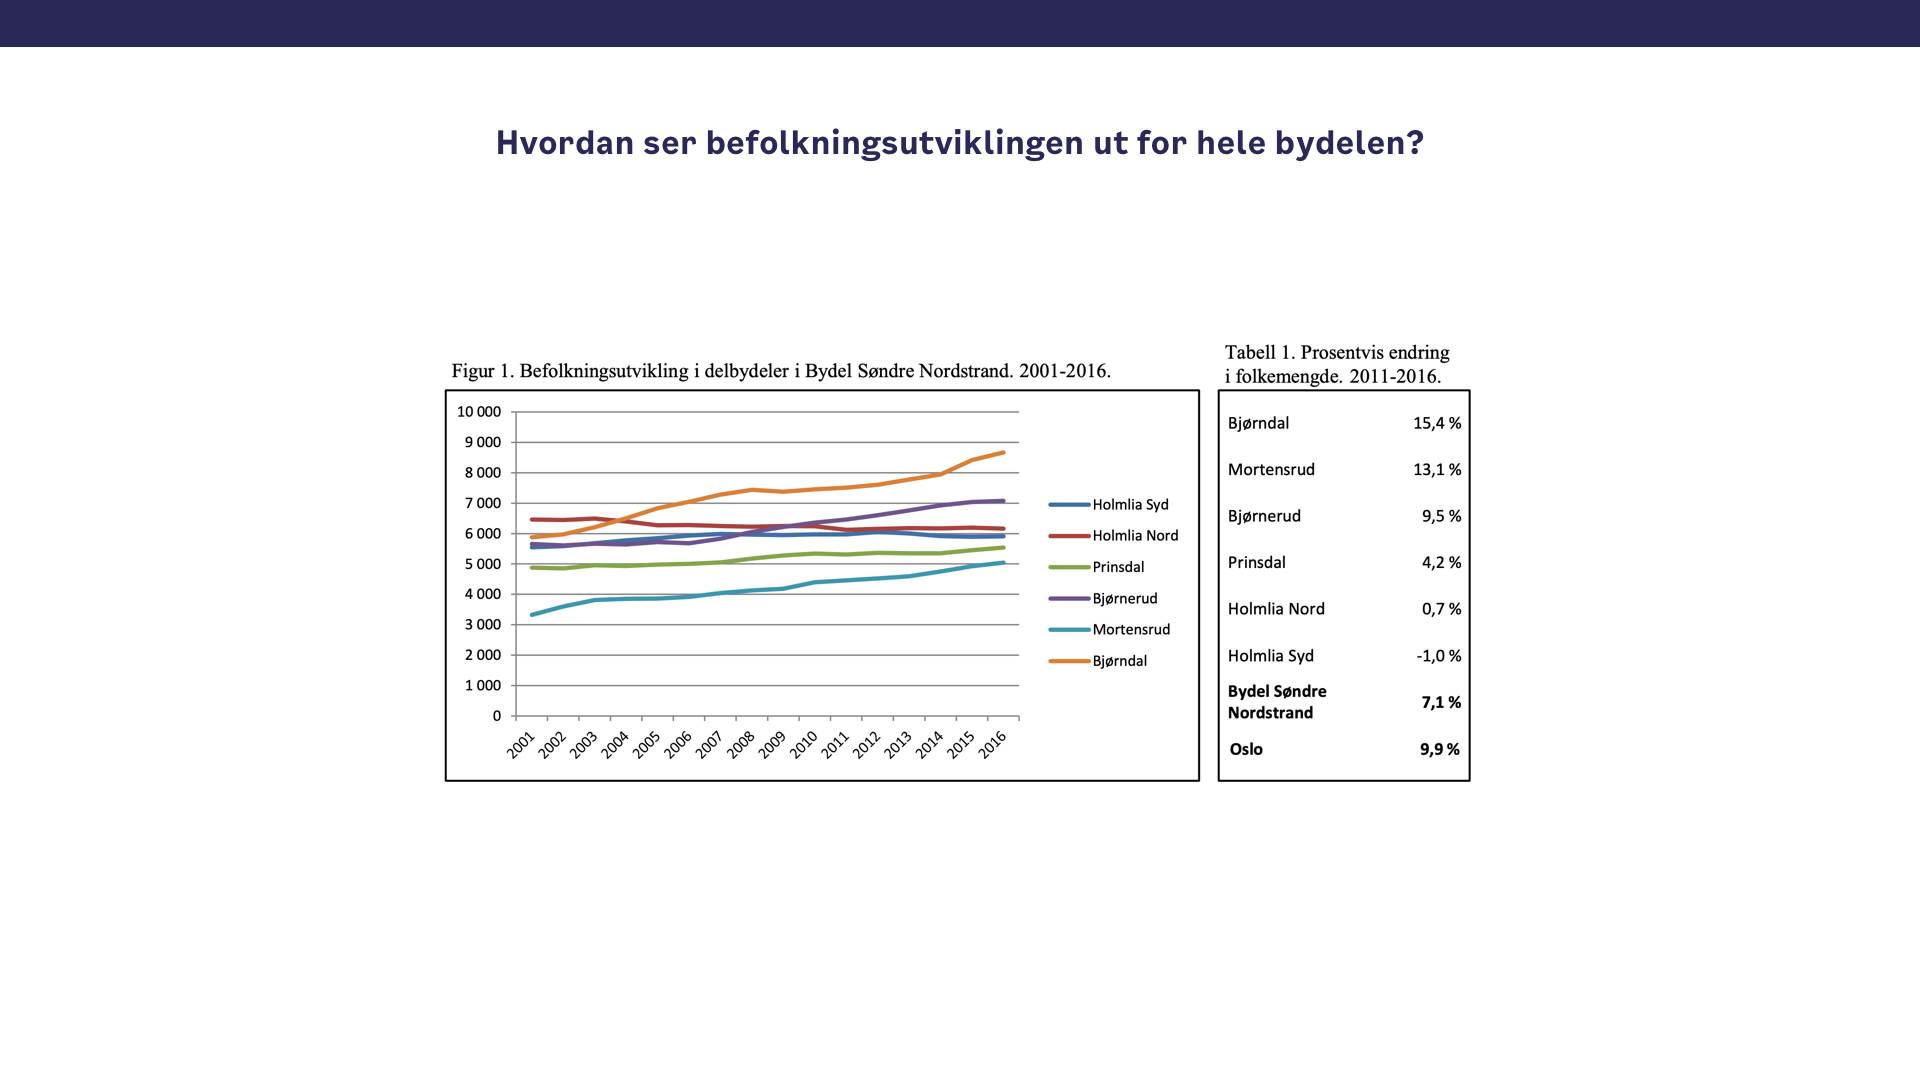 Hvordan ser befolkningsutviklingen ut for hele bydelen?
Figur 1. Befolkningsutvikling i delbydeler i Bydel Søndre Nordstrand. 2001-2016.
10 000
9 000
8 000
7 000
6 000
5 000
4 000
3 000
2 000
1 000
0
2001 2002 2003 2004 2005 2006 2007 2008 2009 2010 2011 2012 2013 2014 2015 2016
Holmlia Syd
Holmlia Nord
Prinsdal
Bjørnerud
Mortensrud
Bjørndal
Tabell 1. Prosentvis endring
i folkemengde. 2011-2016.
Bjørndal 15,4 %
Mortensrud 13,1 %
Bjørnerud 9,5 %
Prinsdal 4,2 %
Holmlia Nord 0,7 %
Holmlia Syd -1,0 %
Bydel Søndre
Nordstrand 7,1 %
Oslo 9,9 %